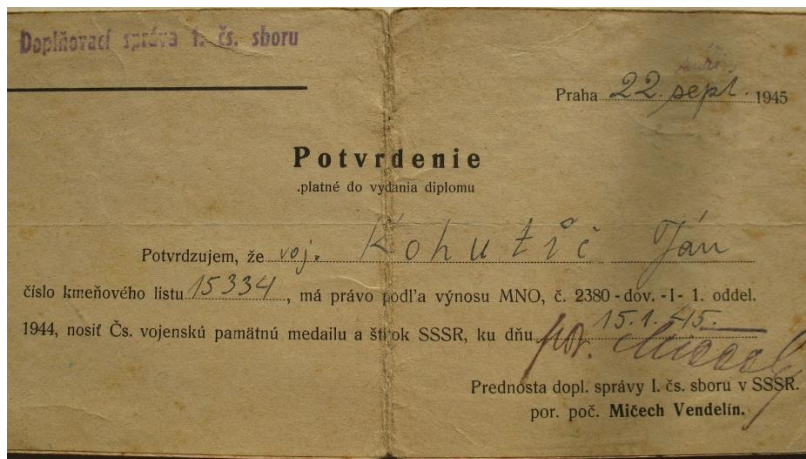 Doplňovací správa 1. čs. sboru
Praha 22. sept. 1945
Potvrdenie
platné do vydania diplomu
Potvrdzujem, že voj. Kohutič Ján
číslo kmeňového listu 15334, má právo podľa výnosu MNO, č. 2380 - dův. - I - 1. oddel.
1944, nosiť Čs. vojenskú pamätnú medailu a štítok SSSR, ku dňu 15.1.45.
Prednosta dopl. správy I. čs. sboru v SSSR.
por. poč. Mičech Vendelín.